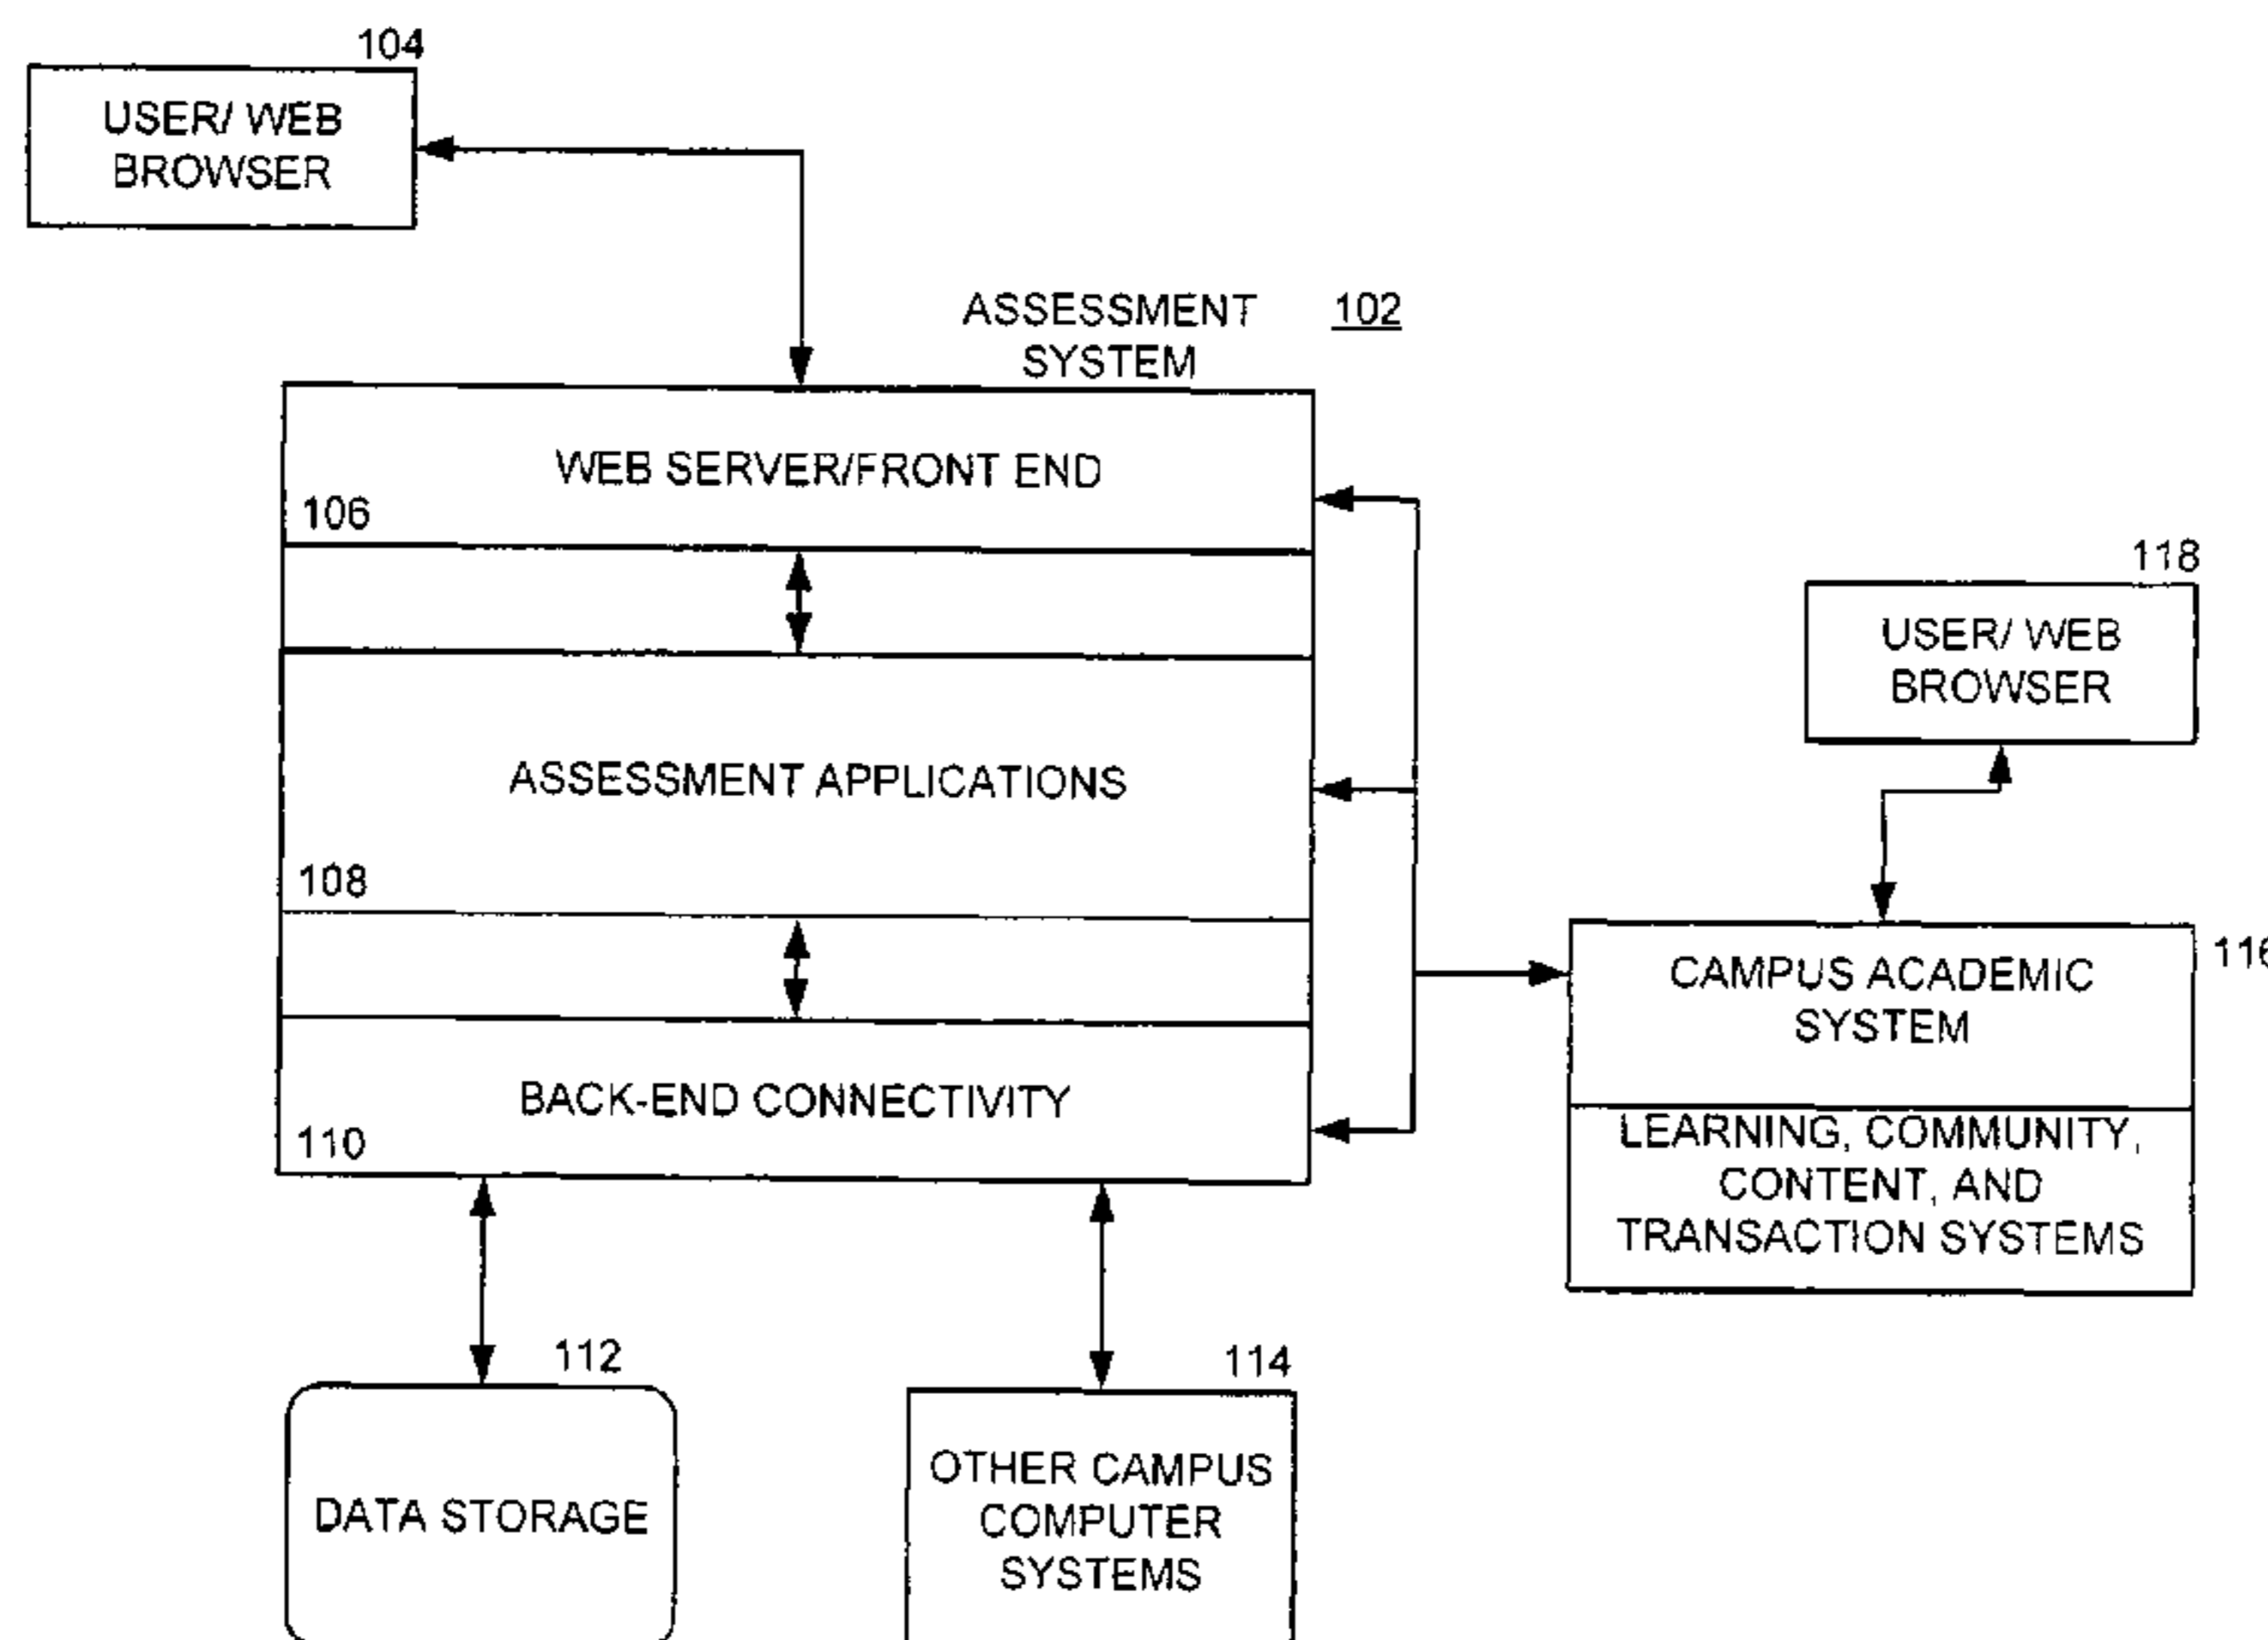 104
USER/ WEB
BROWSER
ASSESSMENT 102
SYSTEM
WEB SERVER/FRONT END
106
118
USER/ WEB
BROWSER
ASSESSMENT APPLICATIONS
108
116
CAMPUS ACADEMIC
SYSTEM
BACK-END CONNECTIVITY
110
LEARNING, COMMUNITY,
CONTENT, AND
TRANSACTION SYSTEMS
112
DATA STORAGE
114
OTHER CAMPUS
COMPUTER
SYSTEMS